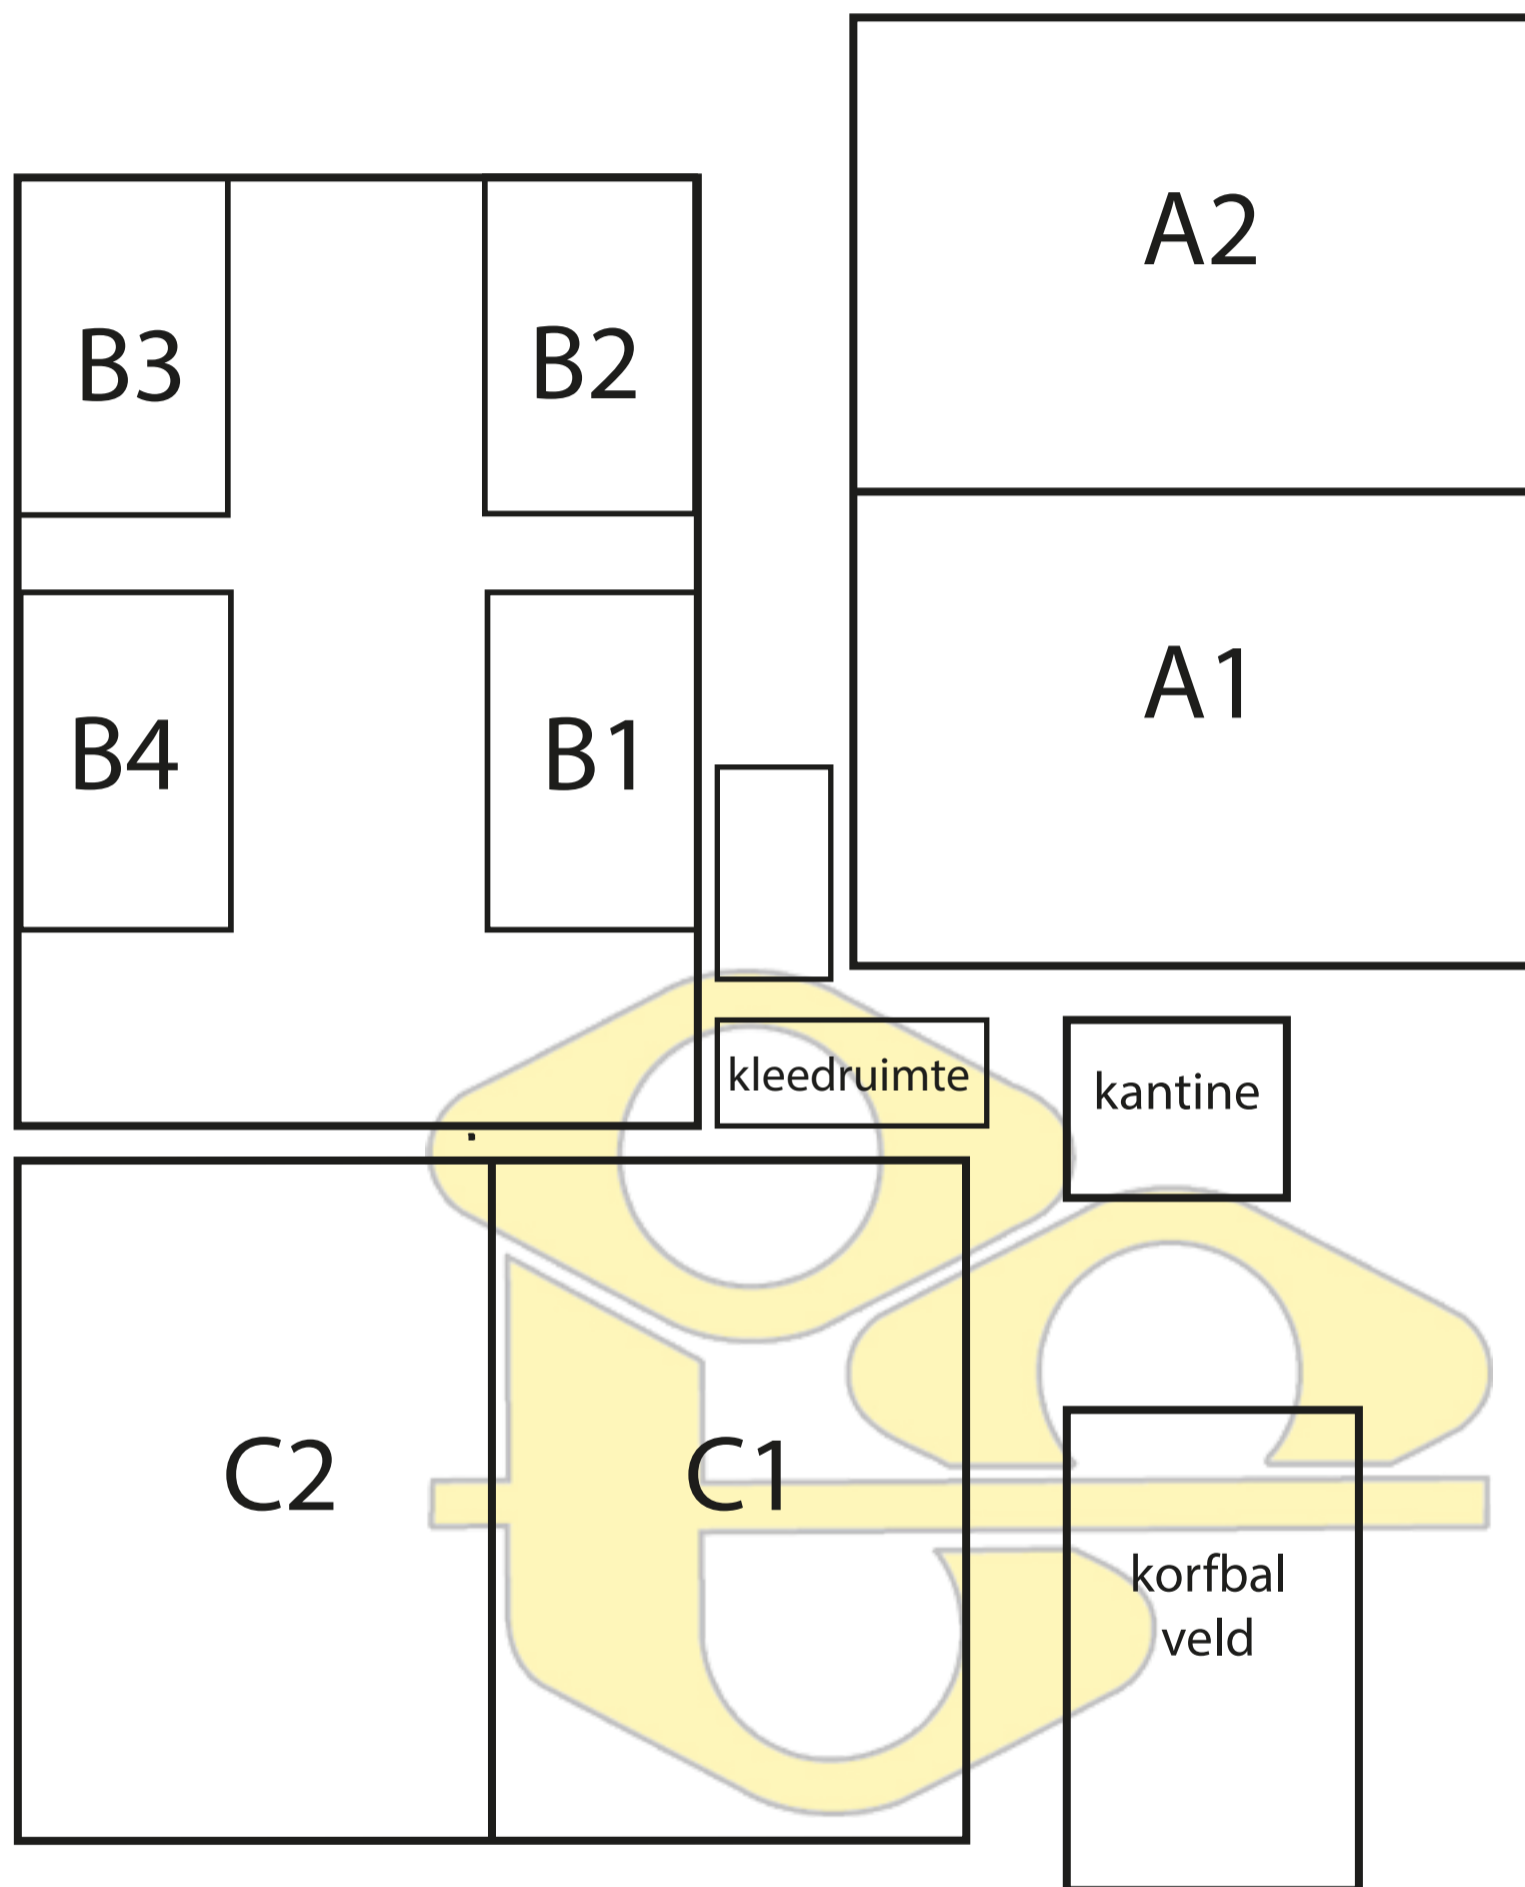 A2
B3
B2
A1
B4
B1
kleedruimte
kantine
C2
C1
korfbal
veld